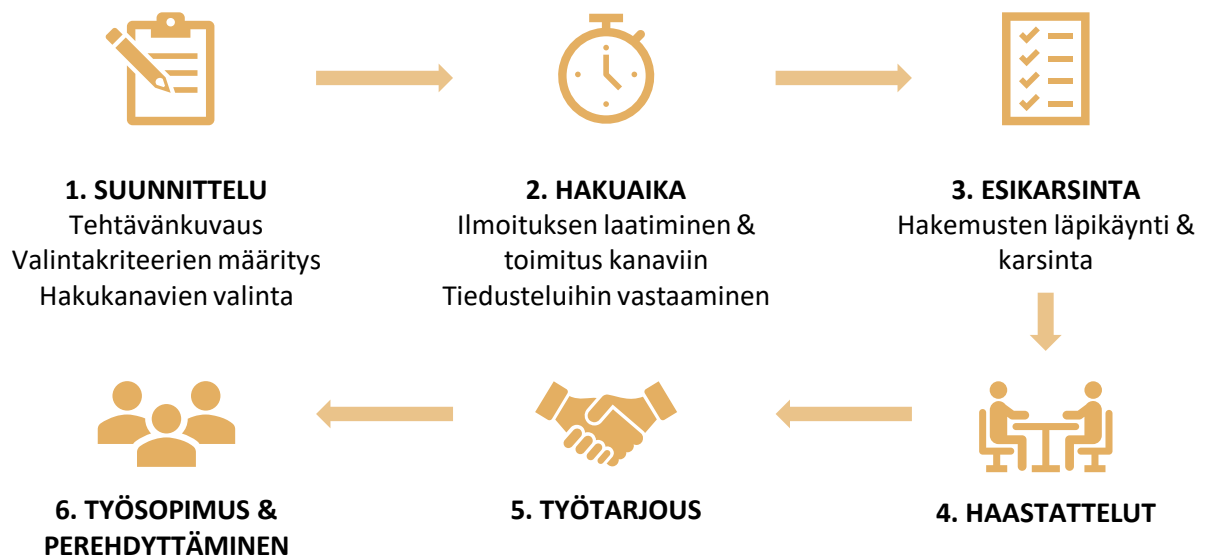 1. SUUNNITTELU
Tehtävänkuvaus
Valintakriteerien määritys
Hakukanavien valinta
2. HAKUAIKA
Ilmoituksen laatiminen &
toimitus kanaviin
Tiedusteluihin vastaaminen
3. ESIKARSINTA
Hakemusten läpikäynti &
karsinta
4. HAASTATTELUT
5. TYÖTARJOUS
6. TYÖSOPIMUS &
PEREHDYTTÄMINEN